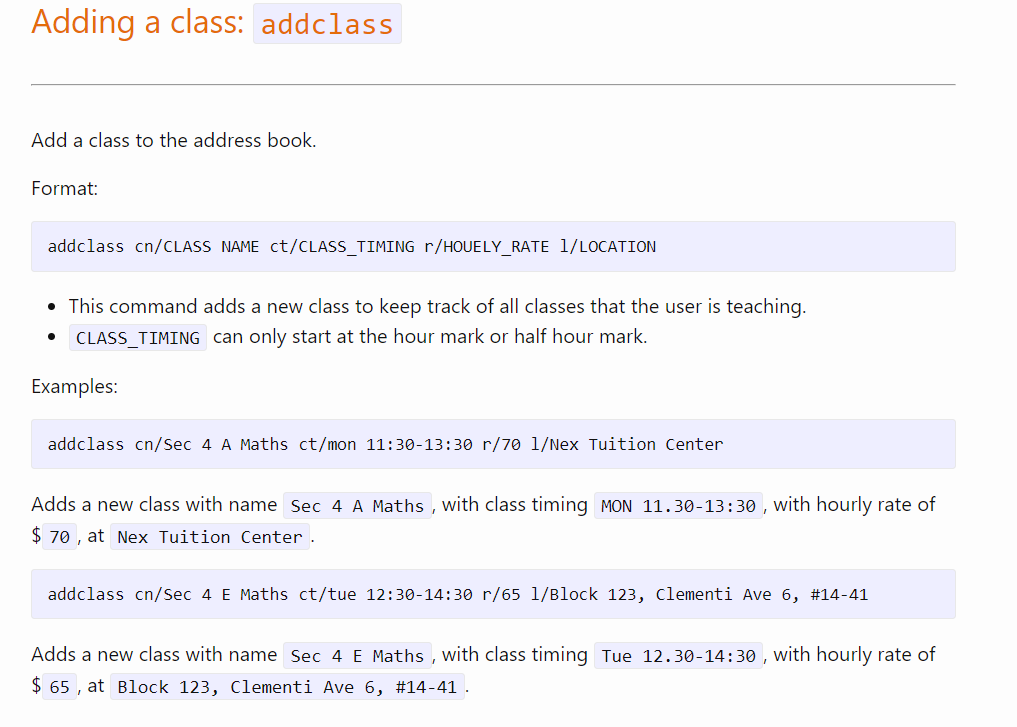 Adding a class: addclass
Add a class to the address book.
Format:
addclass cn/CLASS NAME ct/CLASS_TIMING r/HOUELY_RATE l/LOCATION
• This command adds a new class to keep track of all classes that the user is teaching.
• CLASS_TIMING can only start at the hour mark or half hour mark.
Examples:
addclass cn/Sec 4 A Maths ct/mon 11:30-13:30 r/70 l/Nex Tuition Center
Adds a new class with name Sec 4 A Maths, with class timing MON 11.30-13:30, with hourly rate of
$70, at Nex Tuition Center.
addclass cn/Sec 4 E Maths ct/tue 12:30-14:30 r/65 l/Block 123, Clementi Ave 6, #14-41
Adds a new class with name Sec 4 E Maths, with class timing Tue 12.30-14:30, with hourly rate of
$65, at Block 123, Clementi Ave 6, #14-41.